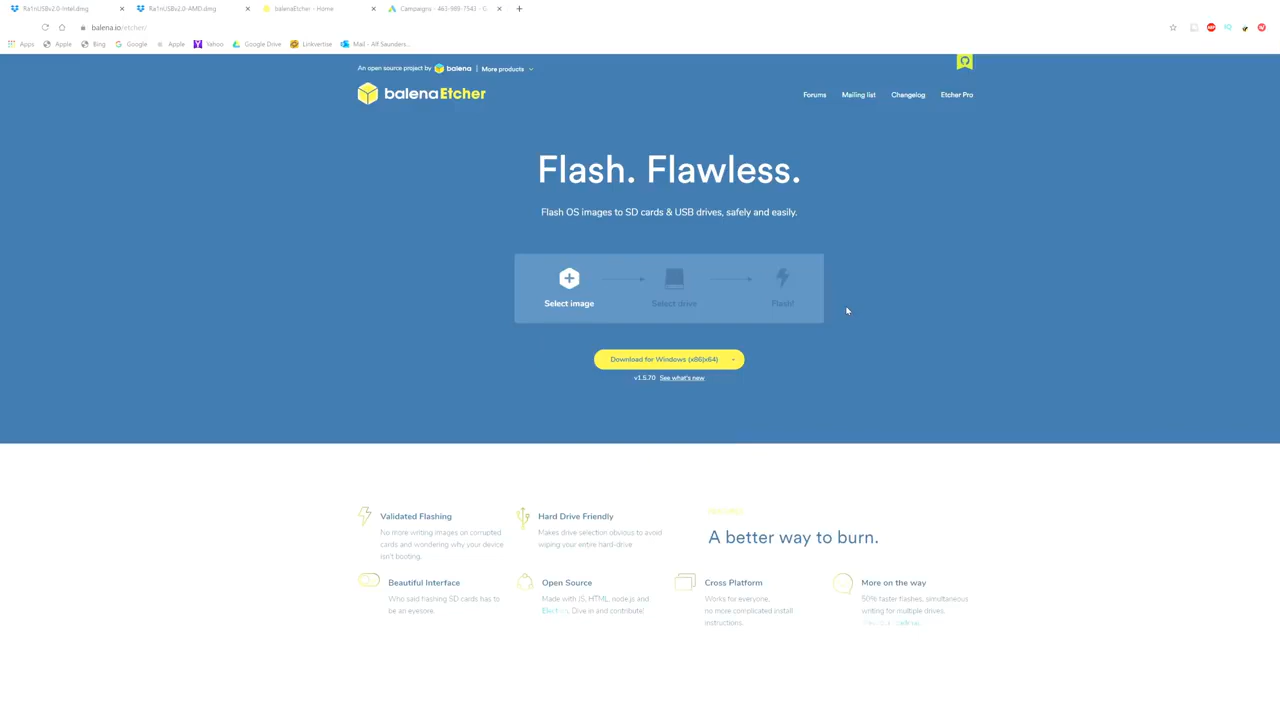 Ra1nUSBv2.0-Intel.dmg
Ra1nUSBv2.0-AMD.dmg
balenaEtcher - Home
Campaigns - 463-989-7543 - G
balena.io/etcher/
Apps
Apple
Bing
Google
Apple
Yahoo
Google Drive
Linkvertise
Mail - Alf Saunders...
An open source project by balena
More products
balenaEtcher
Forums
Mailing list
Changelog
Etcher Pro
Flash. Flawless.
Flash OS images to SD cards & USB drives, safely and easily.
Select image
Select drive
Flash!
Download for Windows (x86|x64)
v1.5.70 See what's new
Validated Flashing
No more writing images on corrupted
cards and wondering why your device
isn't booting.
Hard Drive Friendly
Makes drive selection obvious to avoid
wiping your entire hard-drive
A better way to burn.
Beautiful Interface
Who said flashing SD cards has to
be an eyesore.
Open Source
Made with JS, HTML, node.js and
Electron. Dive in and contribute!
Cross Platform
Works for everyone,
no more complicated install
instructions.
More on the way
50% faster flashes, simultaneous
writing for multiple drives.